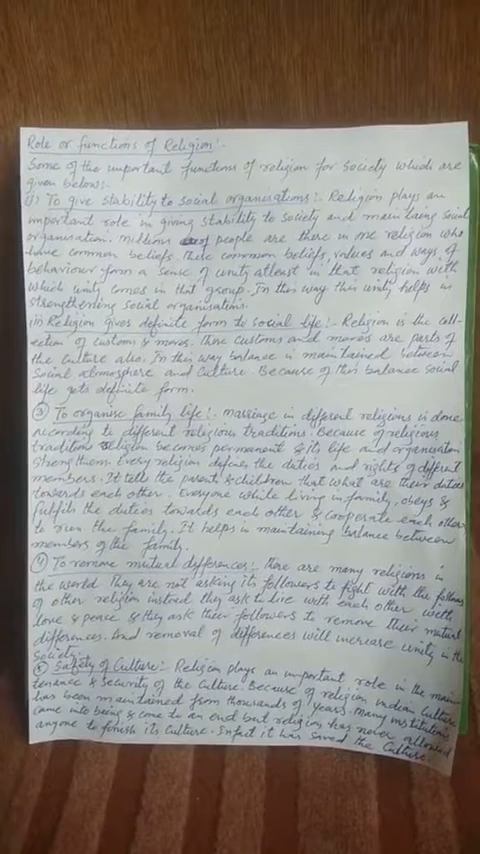 Role or functions of Religion:-
Some of the important functions of religion for Society which are
given below:-
(i) To give stability to social organisations:- Religion plays an
important role in giving stability to society and maintaing social
organisation. Millions of people are there in one religion who
have common beliefs. These common beliefs, values and ways of
behaviour form a sense of unity atleast in that religion with
which unity comes in that group. In this way this unity helps in
strengthening social organisations.
(ii) Religion gives definite form to social life:- Religion is the coll-
ection of customs & mores. These customs and mores are parts of
the culture also. In this way balance is maintained between
Social atmosphere and Culture. Because of this balance social
life gets definite form.
(3) To organise family life:- Marriage in different religions is done
According to different religious traditions. Because of religious
traditions religion becomes permanent & its life and organisation
strengthens. Every religion defines the duties and rights of different
members. It tells the parents & children that what are their duties
towards each other. Everyone while living in family, obeys &
fulfils the duties towards each other & cooperate each other
to run the family. It helps in maintaining balance between
members of the family.
(4) To remove mutual differences:- There are many religions in
the world. They are not asking its followers to fight with the followers
of other religion instead they ask to live with each other with
love & peace & they ask their followers to remove their mutual
differences. And removal of differences will increase unity in the
Society.
(5) Safety of Culture:- Religion plays an important role in the main-
tenance & security of the culture. Because of religion indian culture
has been maintained from thousands of years. Many institutions
came into being & come to an end but religion has never allowed
anyone to finish its culture. Infact it has saved the culture.